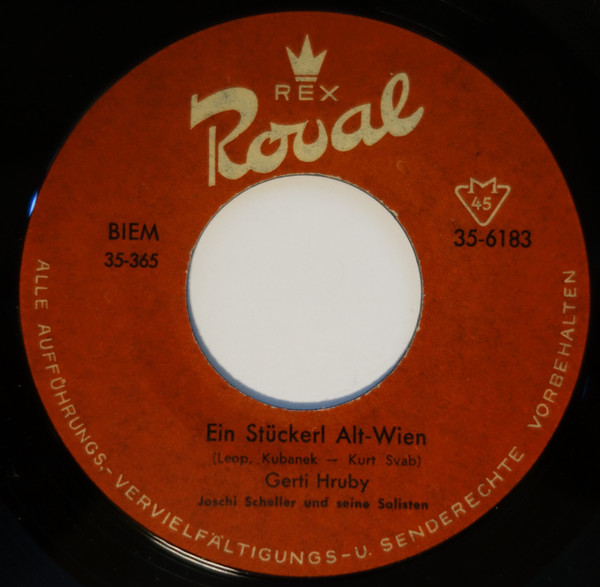 REX
Roval
BIEM
35-365
M
45
35-6183
Ein Stückerl Alt-Wien
(Leop. Kubanek – Kurt Svab)
Gerti Hruby
Joschi Scheller und seine Solisten
ALLE AUFFÜHRUNGS,-VERVIELFÄLTIGUNGS-U. SENDERECHTE VORBEHALTEN